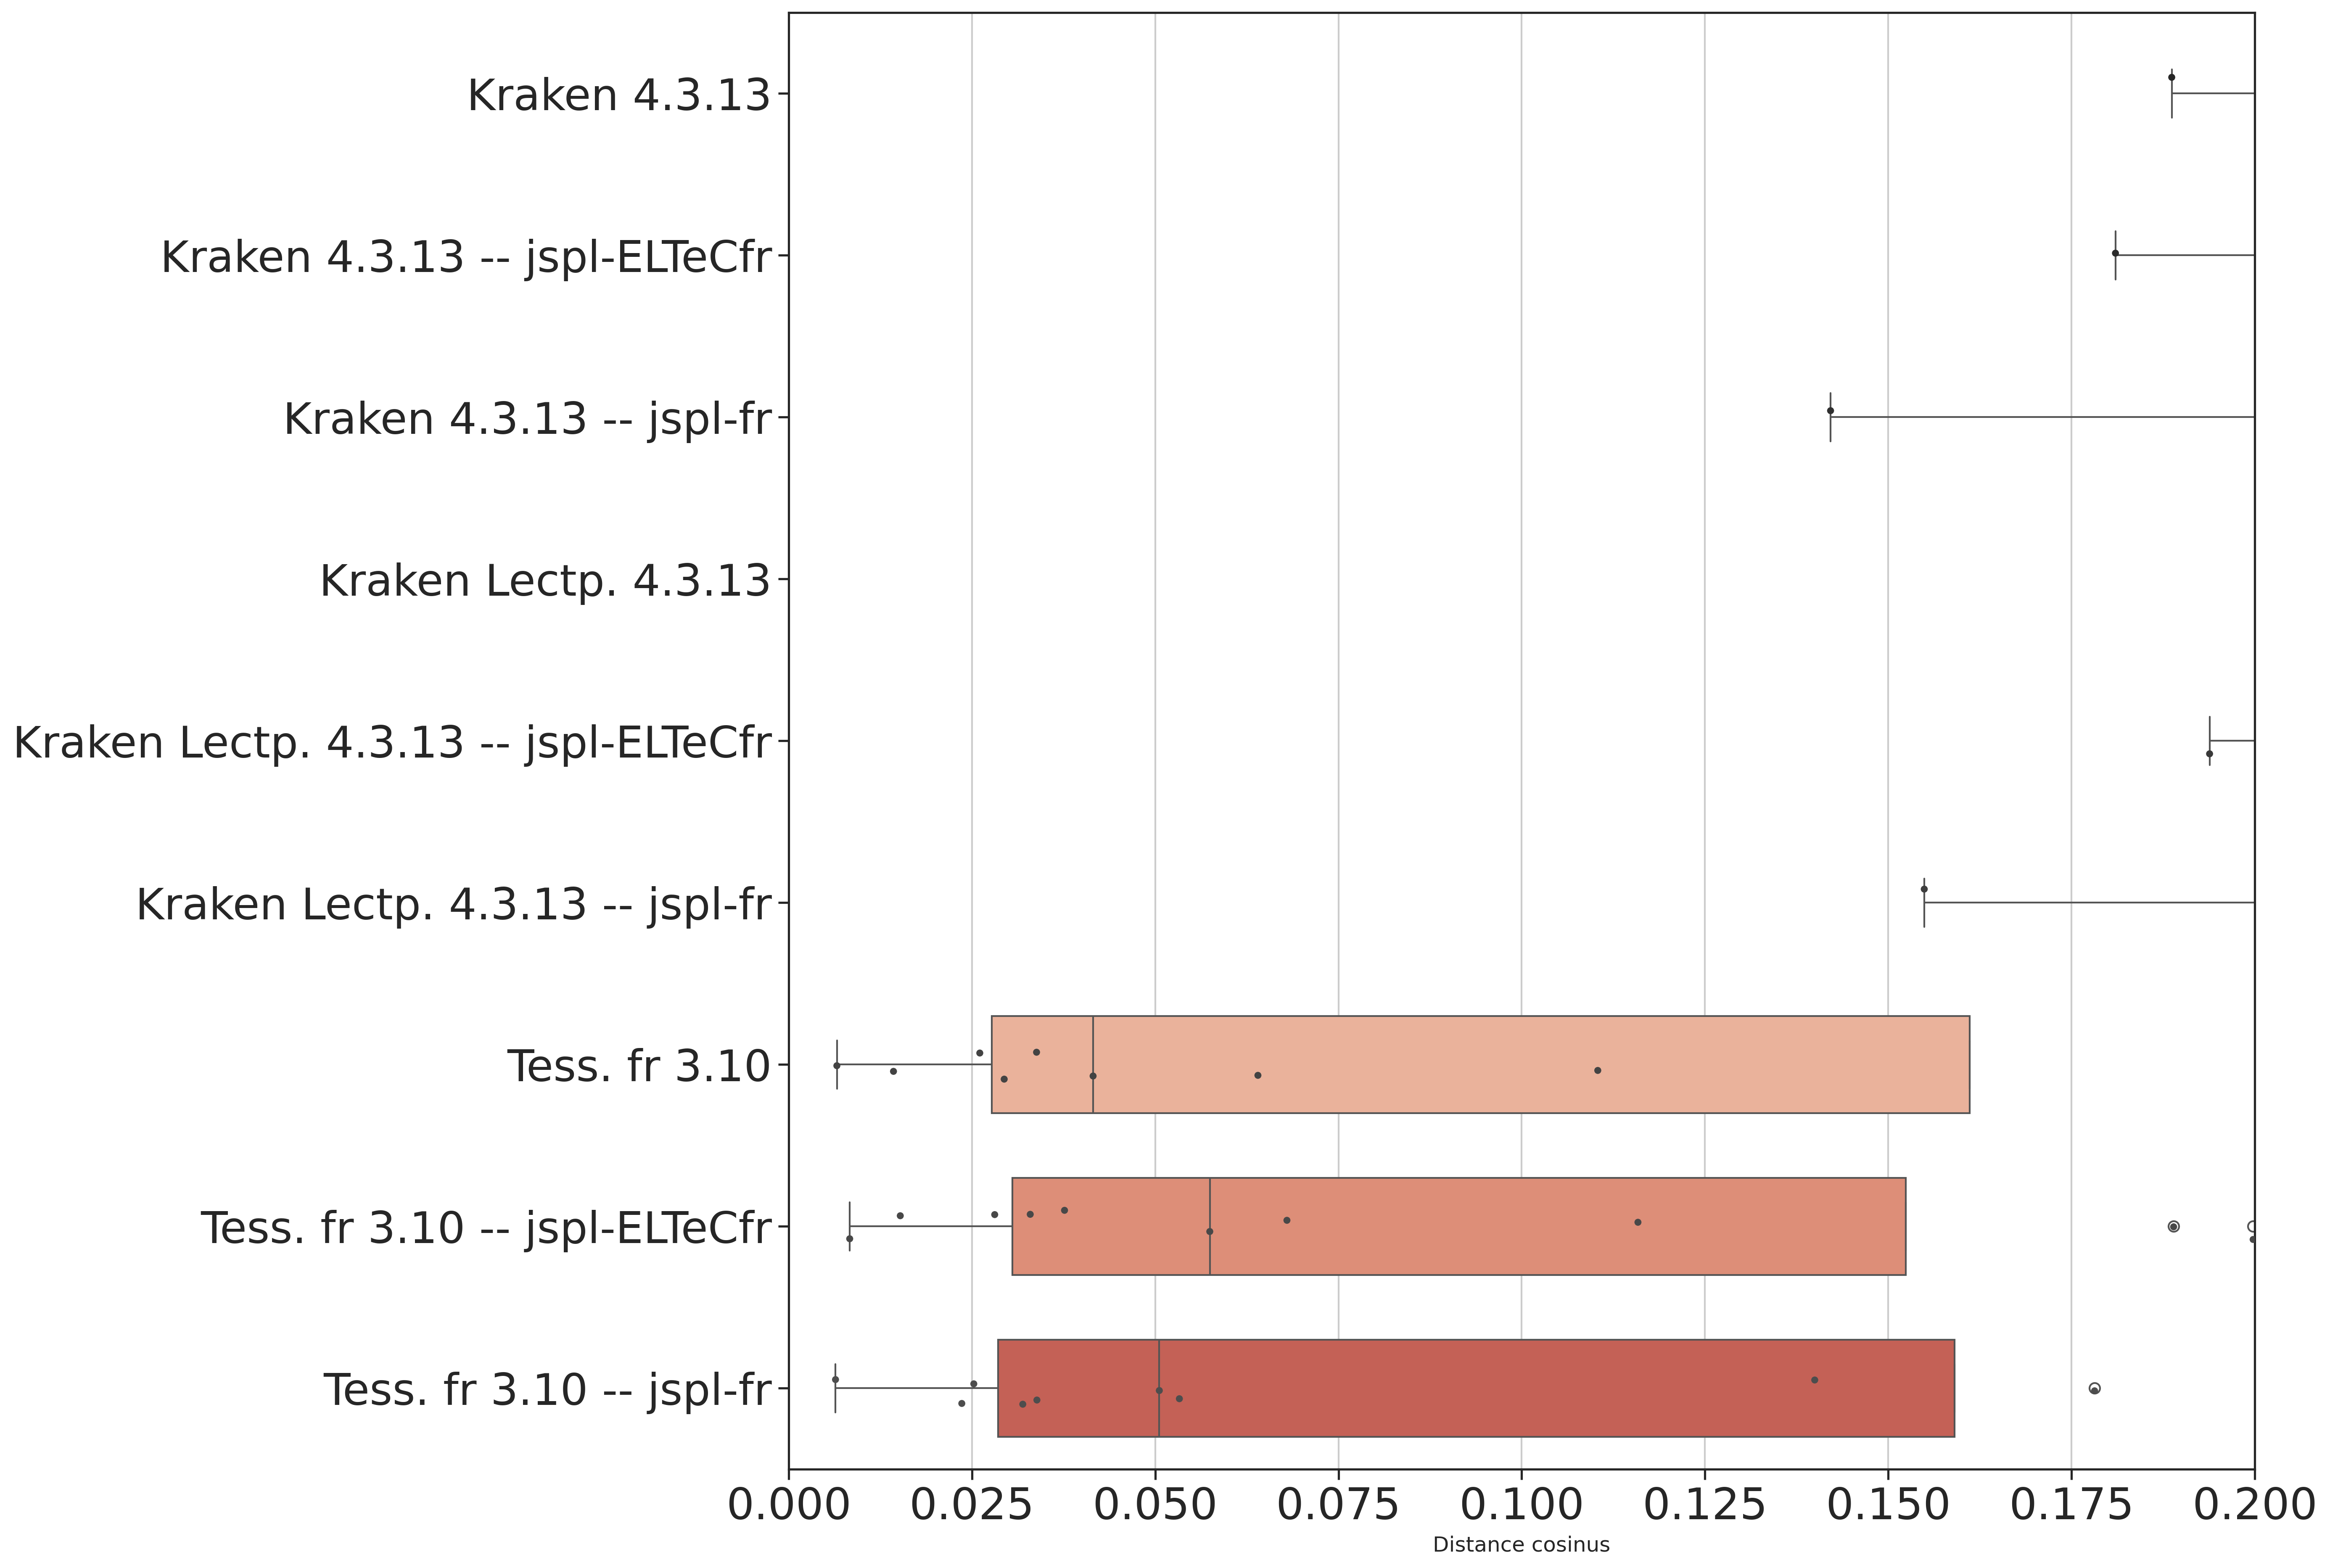 Kraken 4.3.13
Kraken 4.3.13 -- jspl-ELTeCfr
Kraken 4.3.13 -- jspl-fr
Kraken Lectp. 4.3.13
Kraken Lectp. 4.3.13 -- jspl-ELTeCfr
Kraken Lectp. 4.3.13 -- jspl-fr
Tess. fr 3.10
Tess. fr 3.10 -- jspl-ELTeCfr
Tess. fr 3.10 -- jspl-fr
0.000 0.025 0.050 0.075 0.100 0.125 0.150 0.175 0.200
Distance cosinus